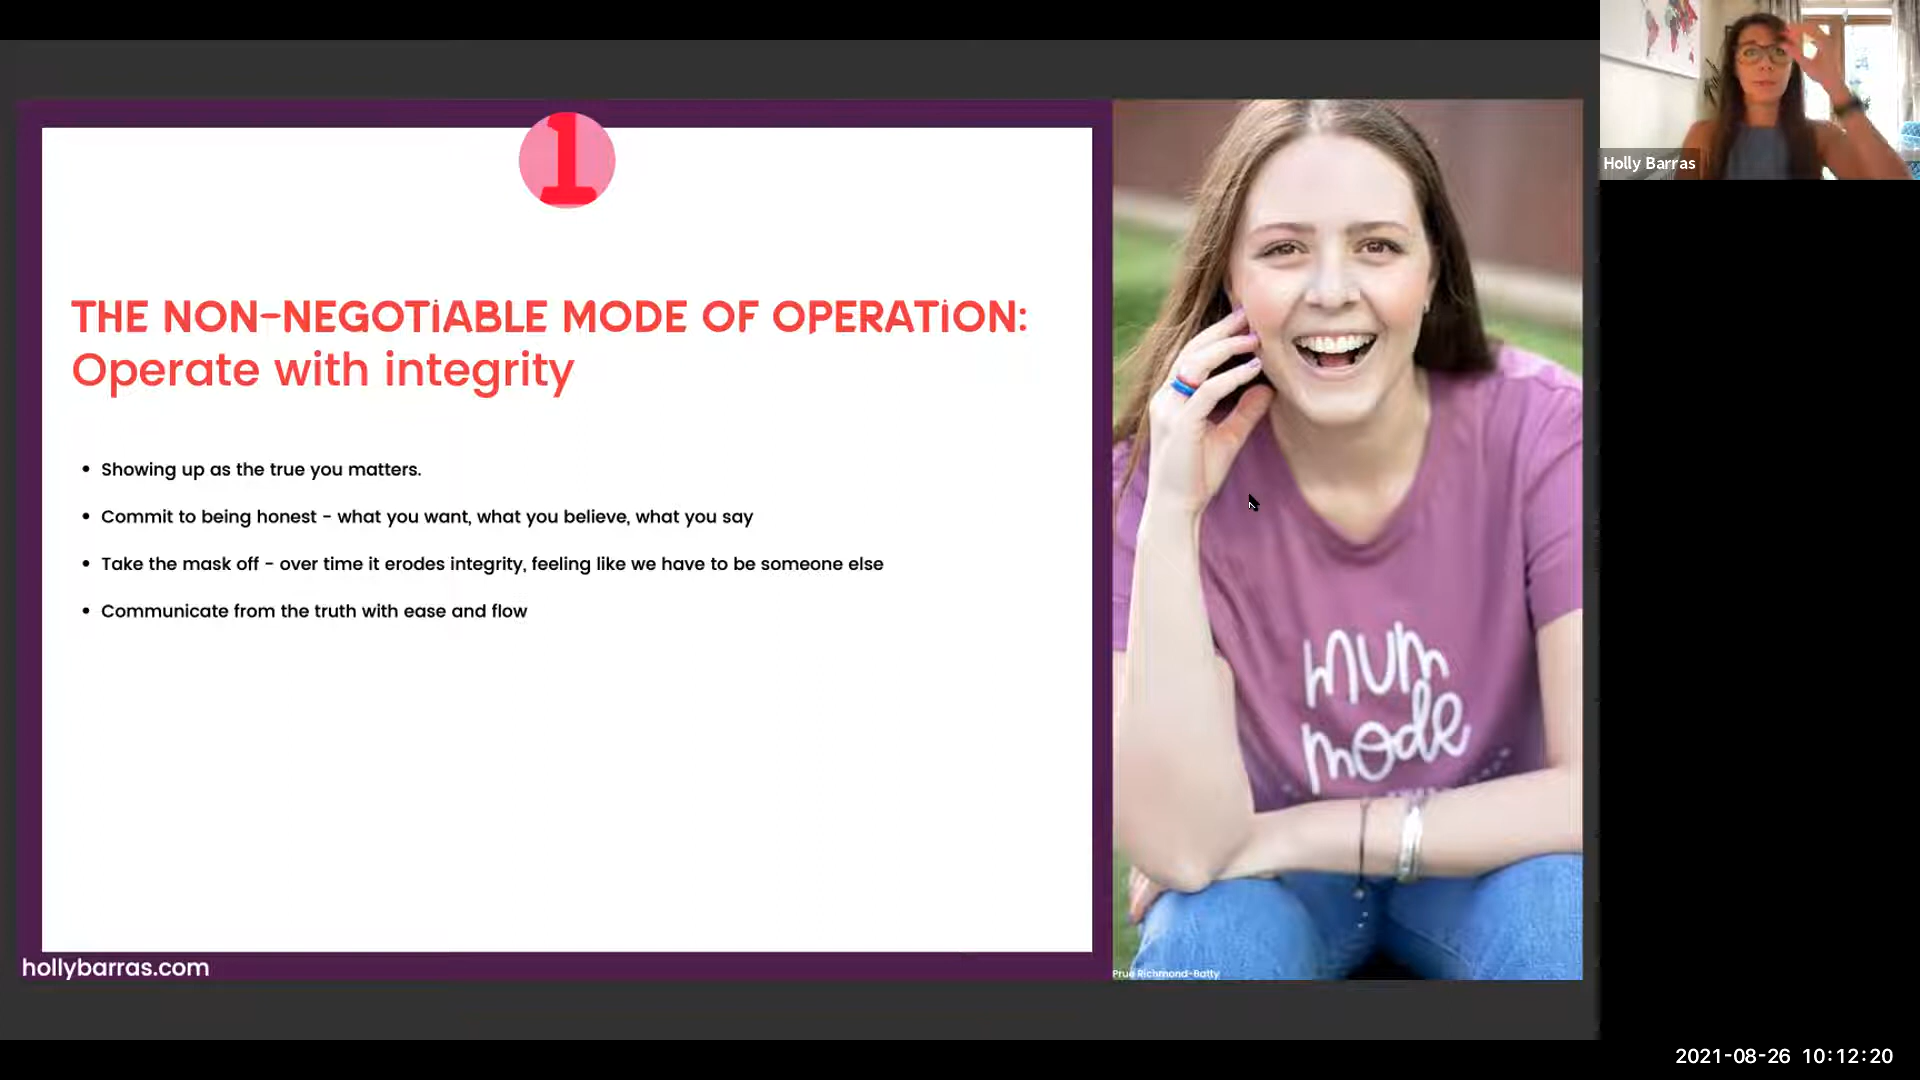 1
THE NON-NEGOTIABLE MODE OF OPERATION:
Operate with integrity
• Showing up as the true you matters.
• Commit to being honest - what you want, what you believe, what you say
• Take the mask off - over time it erodes integrity, feeling like we have to be someone else
• Communicate from the truth with ease and flow
hollybarras.com
mum
mode
Prue Richmond-Batty
Holly Barras
2021-08-26 10:12:20